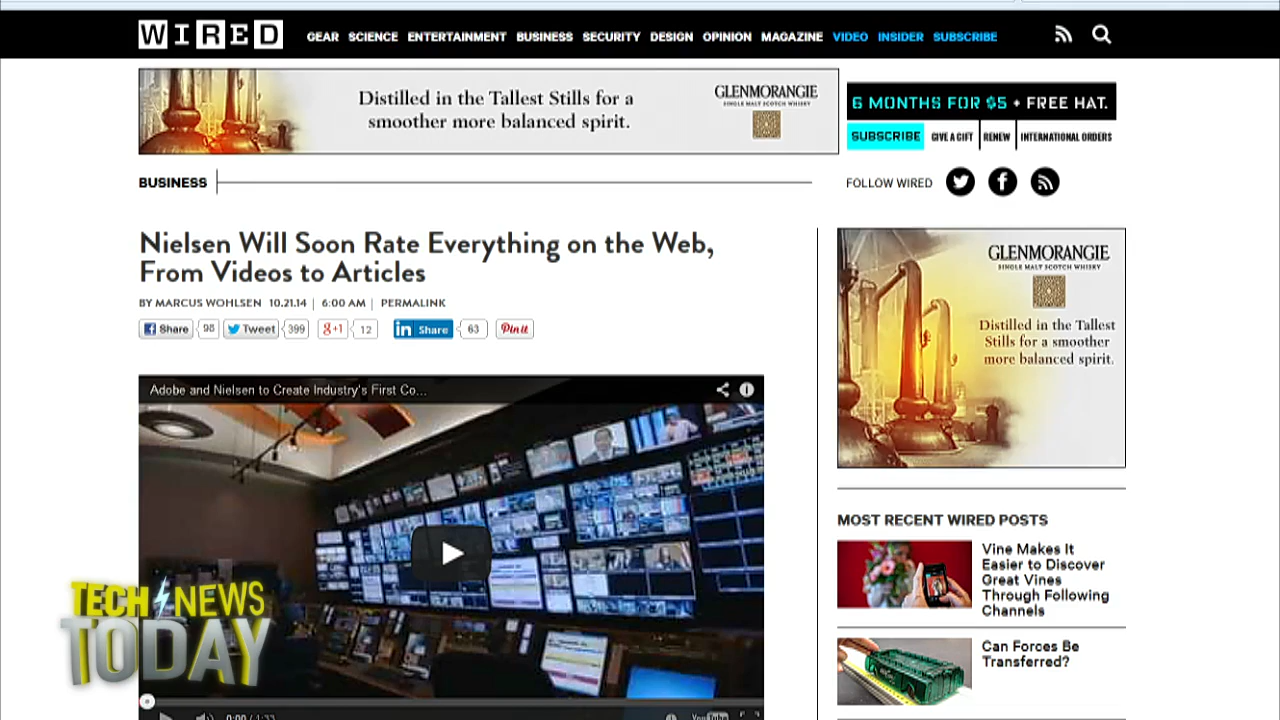 WIRED
GEAR SCIENCE ENTERTAINMENT BUSINESS SECURITY DESIGN OPINION MAGAZINE VIDEO INSIDER SUBSCRIBE
Distilled in the Tallest Stills for a
smoother more balanced spirit.
GLENMORANGIE
SINGLE MALT SCOTCH WHISKY
6 MONTHS FOR $5 + FREE HAT.
SUBSCRIBE GIVE A GIFT RENEW INTERNATIONAL ORDERS
BUSINESS
FOLLOW WIRED
Nielsen Will Soon Rate Everything on the Web,
From Videos to Articles
BY MARCUS WOHLSEN 10.21.14 | 6:00 AM | PERMALINK
Share 98 Tweet 399 +1 12 in Share 63 Pin it
Adobe and Nielsen to Create Industry's First Co...
GLENMORANGIE
SINGLE MALT SCOTCH WHISKY
Distilled in the Tallest
Stills for a smoother
more balanced spirit.
MOST RECENT WIRED POSTS
Vine Makes It
Easier to Discover
Great Vines
Through Following
Channels
Can Forces Be
Transferred?
TECH NEWS
TODAY